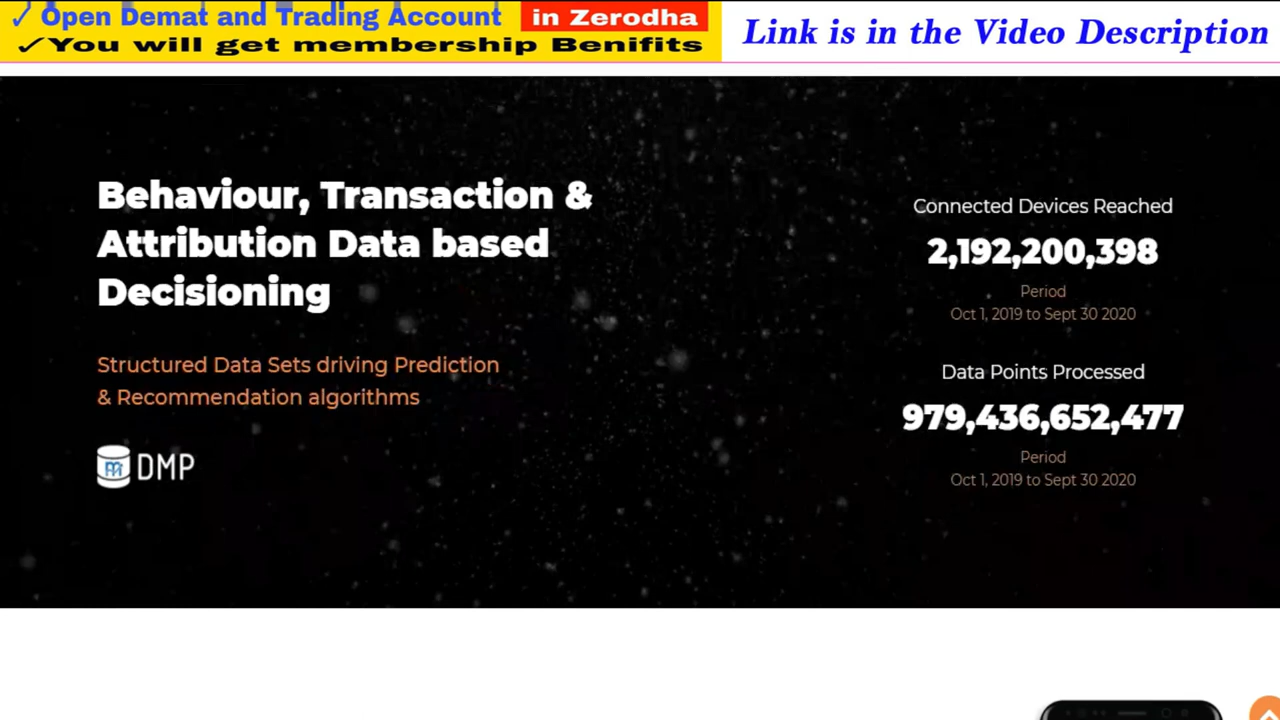 ✓ Open Demat and Trading Account in Zerodha
✓You will get membership Benifits
Link is in the Video Description
Behaviour, Transaction &
Attribution Data based
Decisioning
Structured Data Sets driving Prediction
& Recommendation algorithms
DMP
Connected Devices Reached
2,192,200,398
Period
Oct 1, 2019 to Sept 30 2020
Data Points Processed
979,436,652,477
Period
Oct 1, 2019 to Sept 30 2020